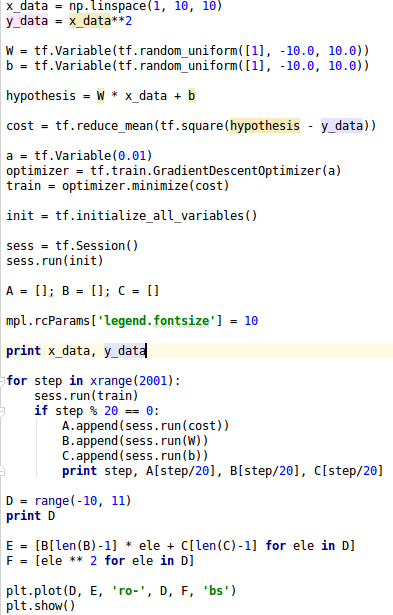 x_data = np.linspace(1, 10, 10)
y_data = x_data**2
W = tf.Variable(tf.random_uniform([1], -10.0, 10.0))
b = tf.Variable(tf.random_uniform([1], -10.0, 10.0))
hypothesis = W * x_data + b
cost = tf.reduce_mean(tf.square(hypothesis - y_data))
a = tf.Variable(0.01)
optimizer = tf.train.GradientDescentOptimizer(a)
train = optimizer.minimize(cost)
init = tf.initialize_all_variables()
sess = tf.Session()
sess.run(init)
A = []; B = []; C = []
mpl.rcParams['legend.fontsize'] = 10
print x_data, y_data
for step in xrange(2001):
    sess.run(train)
    if step % 20 == 0:
        A.append(sess.run(cost))
        B.append(sess.run(W))
        C.append(sess.run(b))
        print step, A[step/20], B[step/20], C[step/20]
D = range(-10, 11)
print D
E = [B[len(B)-1] * ele + C[len(C)-1] for ele in D]
F = [ele ** 2 for ele in D]
plt.plot(D, E, 'ro-', D, F, 'bs')
plt.show()